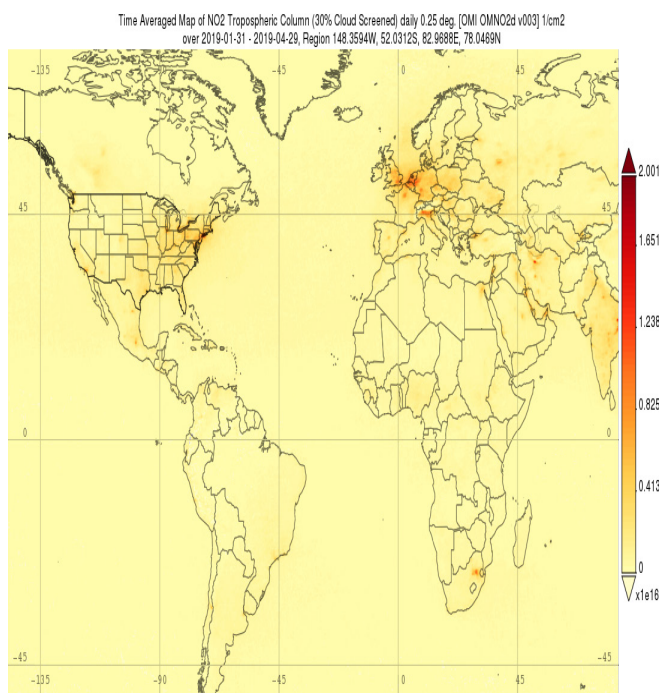 Time Averaged Map of NO2 Tropospheric Column (30% Cloud Screened) daily 0.25 deg. [OMI OMNO2d v003] 1/cm2
over 2019-01-31 - 2019-04-29, Region 148.3594W, 52.0312S, 82.9688E, 78.0469N
-135 -45 0 45
2.001
45 45
1.651
1.238
0.825
0 0
0.413
0
x1e16
-45 -45
-135 -90 -45 0 45